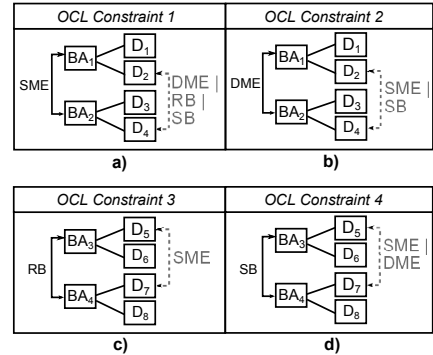 OCL Constraint 1
SME
BA1
BA2
D1
D2
D3
D4
DME |
RB |
SB
a)
OCL Constraint 2
DME
BA1
BA2
D1
D2
D3
D4
SME |
SB
b)
OCL Constraint 3
RB
BA3
BA4
D5
D6
D7
D8
SME
c)
OCL Constraint 4
SB
BA3
BA4
D5
D6
D7
D8
SME |
DME
d)